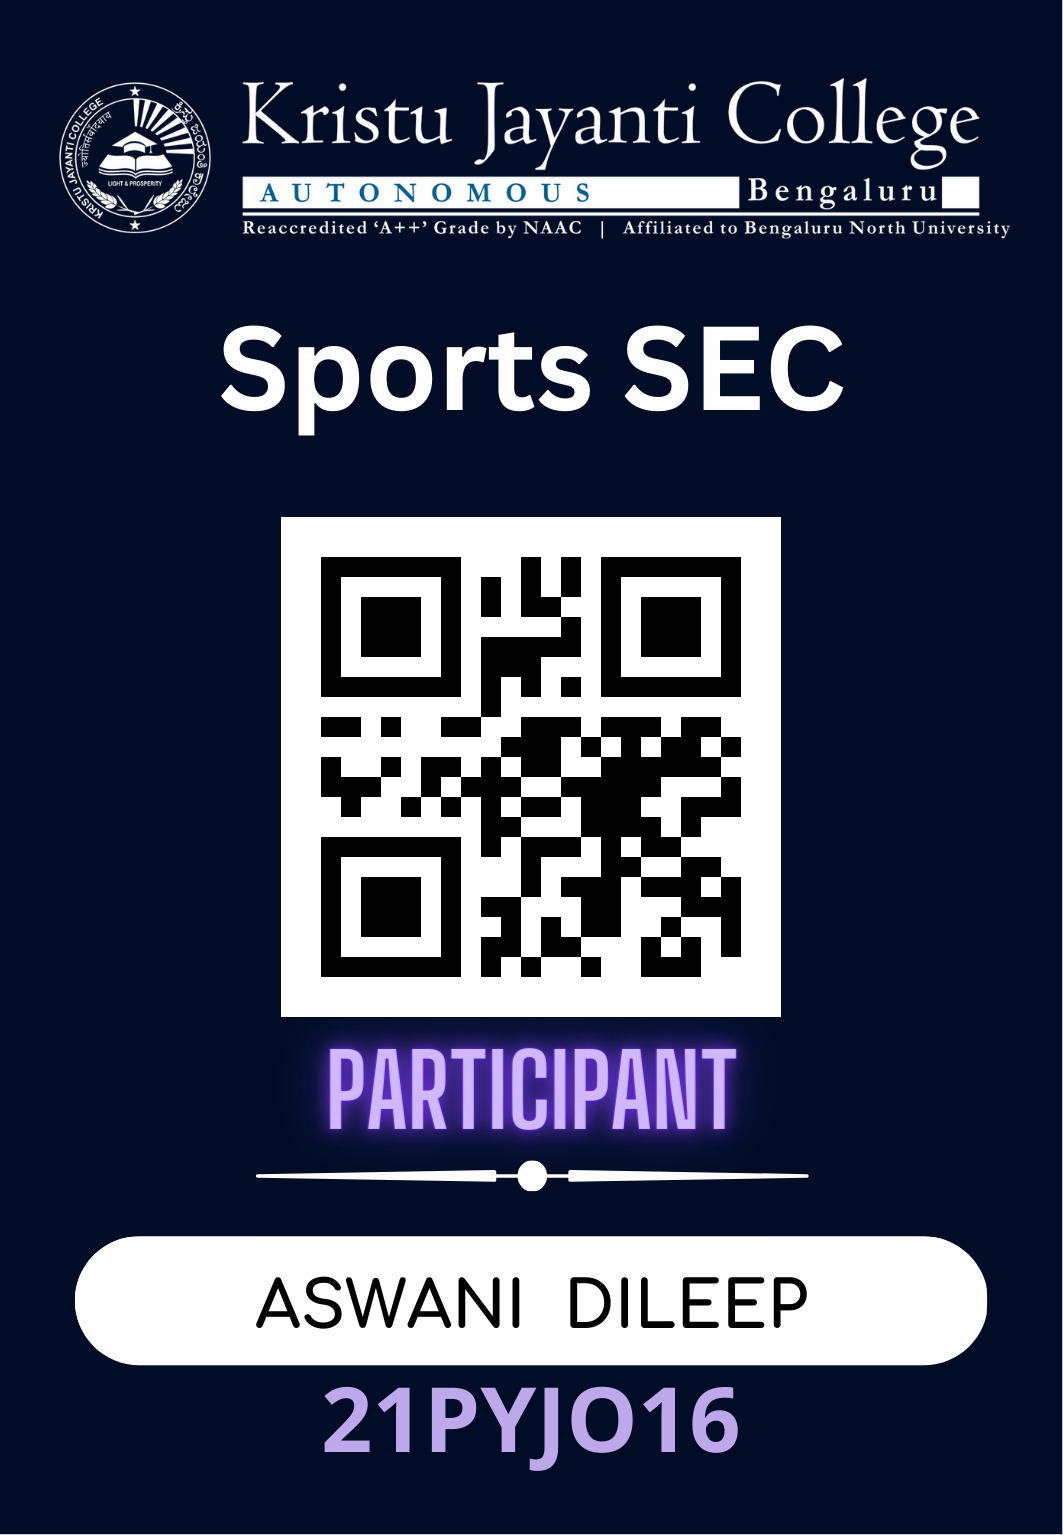 Kristu Jayanti College
AUTONOMOUS Bengaluru
Reaccredited ‘A++’ Grade by NAAC | Affiliated to Bengaluru North University
KRISTU JAYANTI COLLEGE
LIGHT & PROSPERITY
Sports SEC
PARTICIPANT
ASWANI DILEEP
21PYJO16